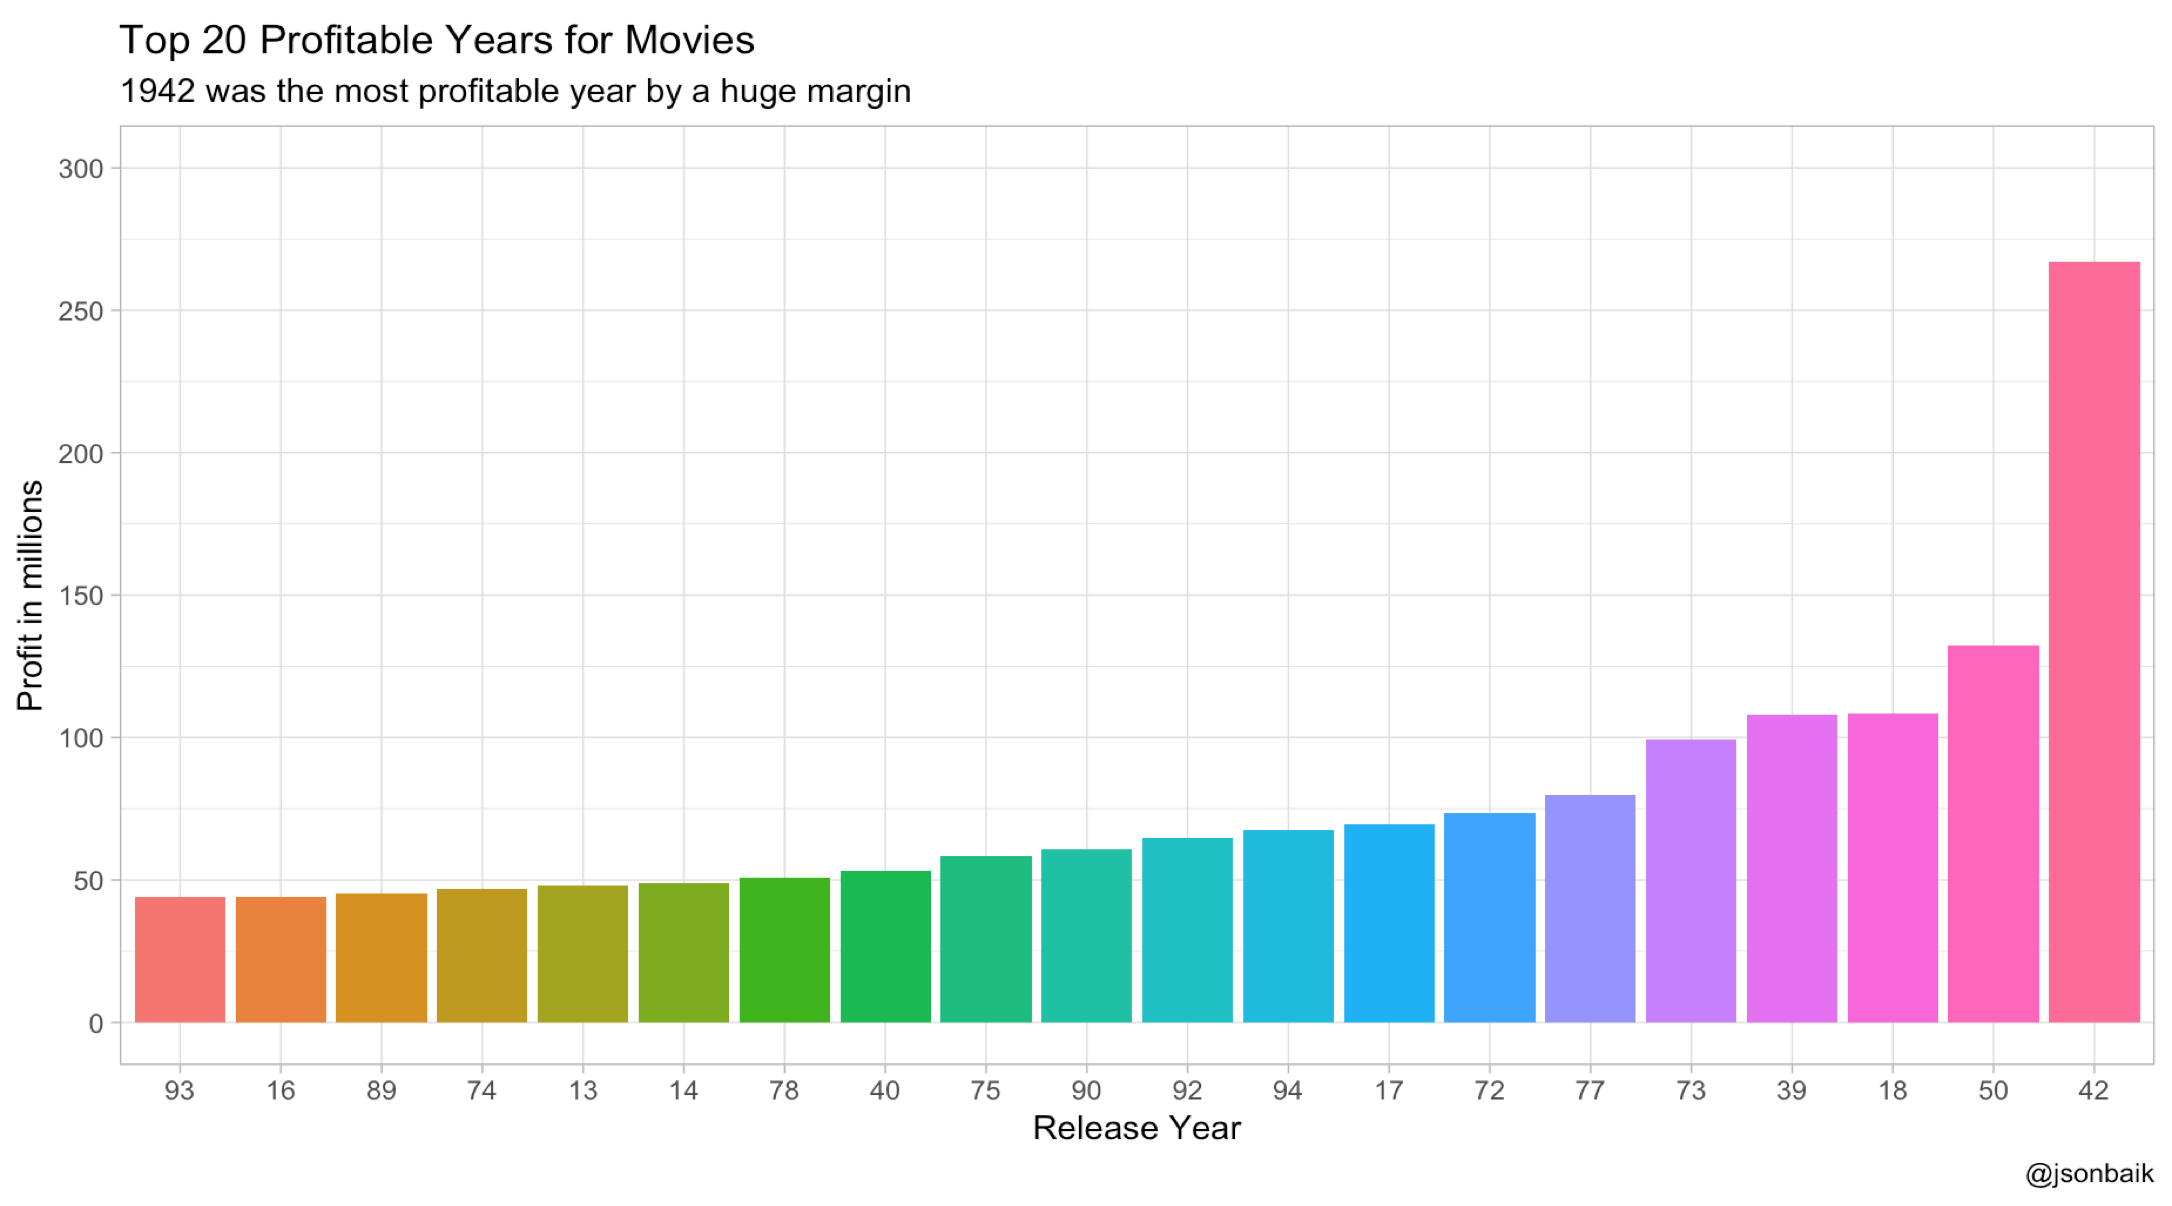 Top 20 Profitable Years for Movies
1942 was the most profitable year by a huge margin
300
250
200
150
100
50
0
Profit in millions
93 16 89 74 13 14 78 40 75 90 92 94 17 72 77 73 39 18 50 42
Release Year
@jsonbaik